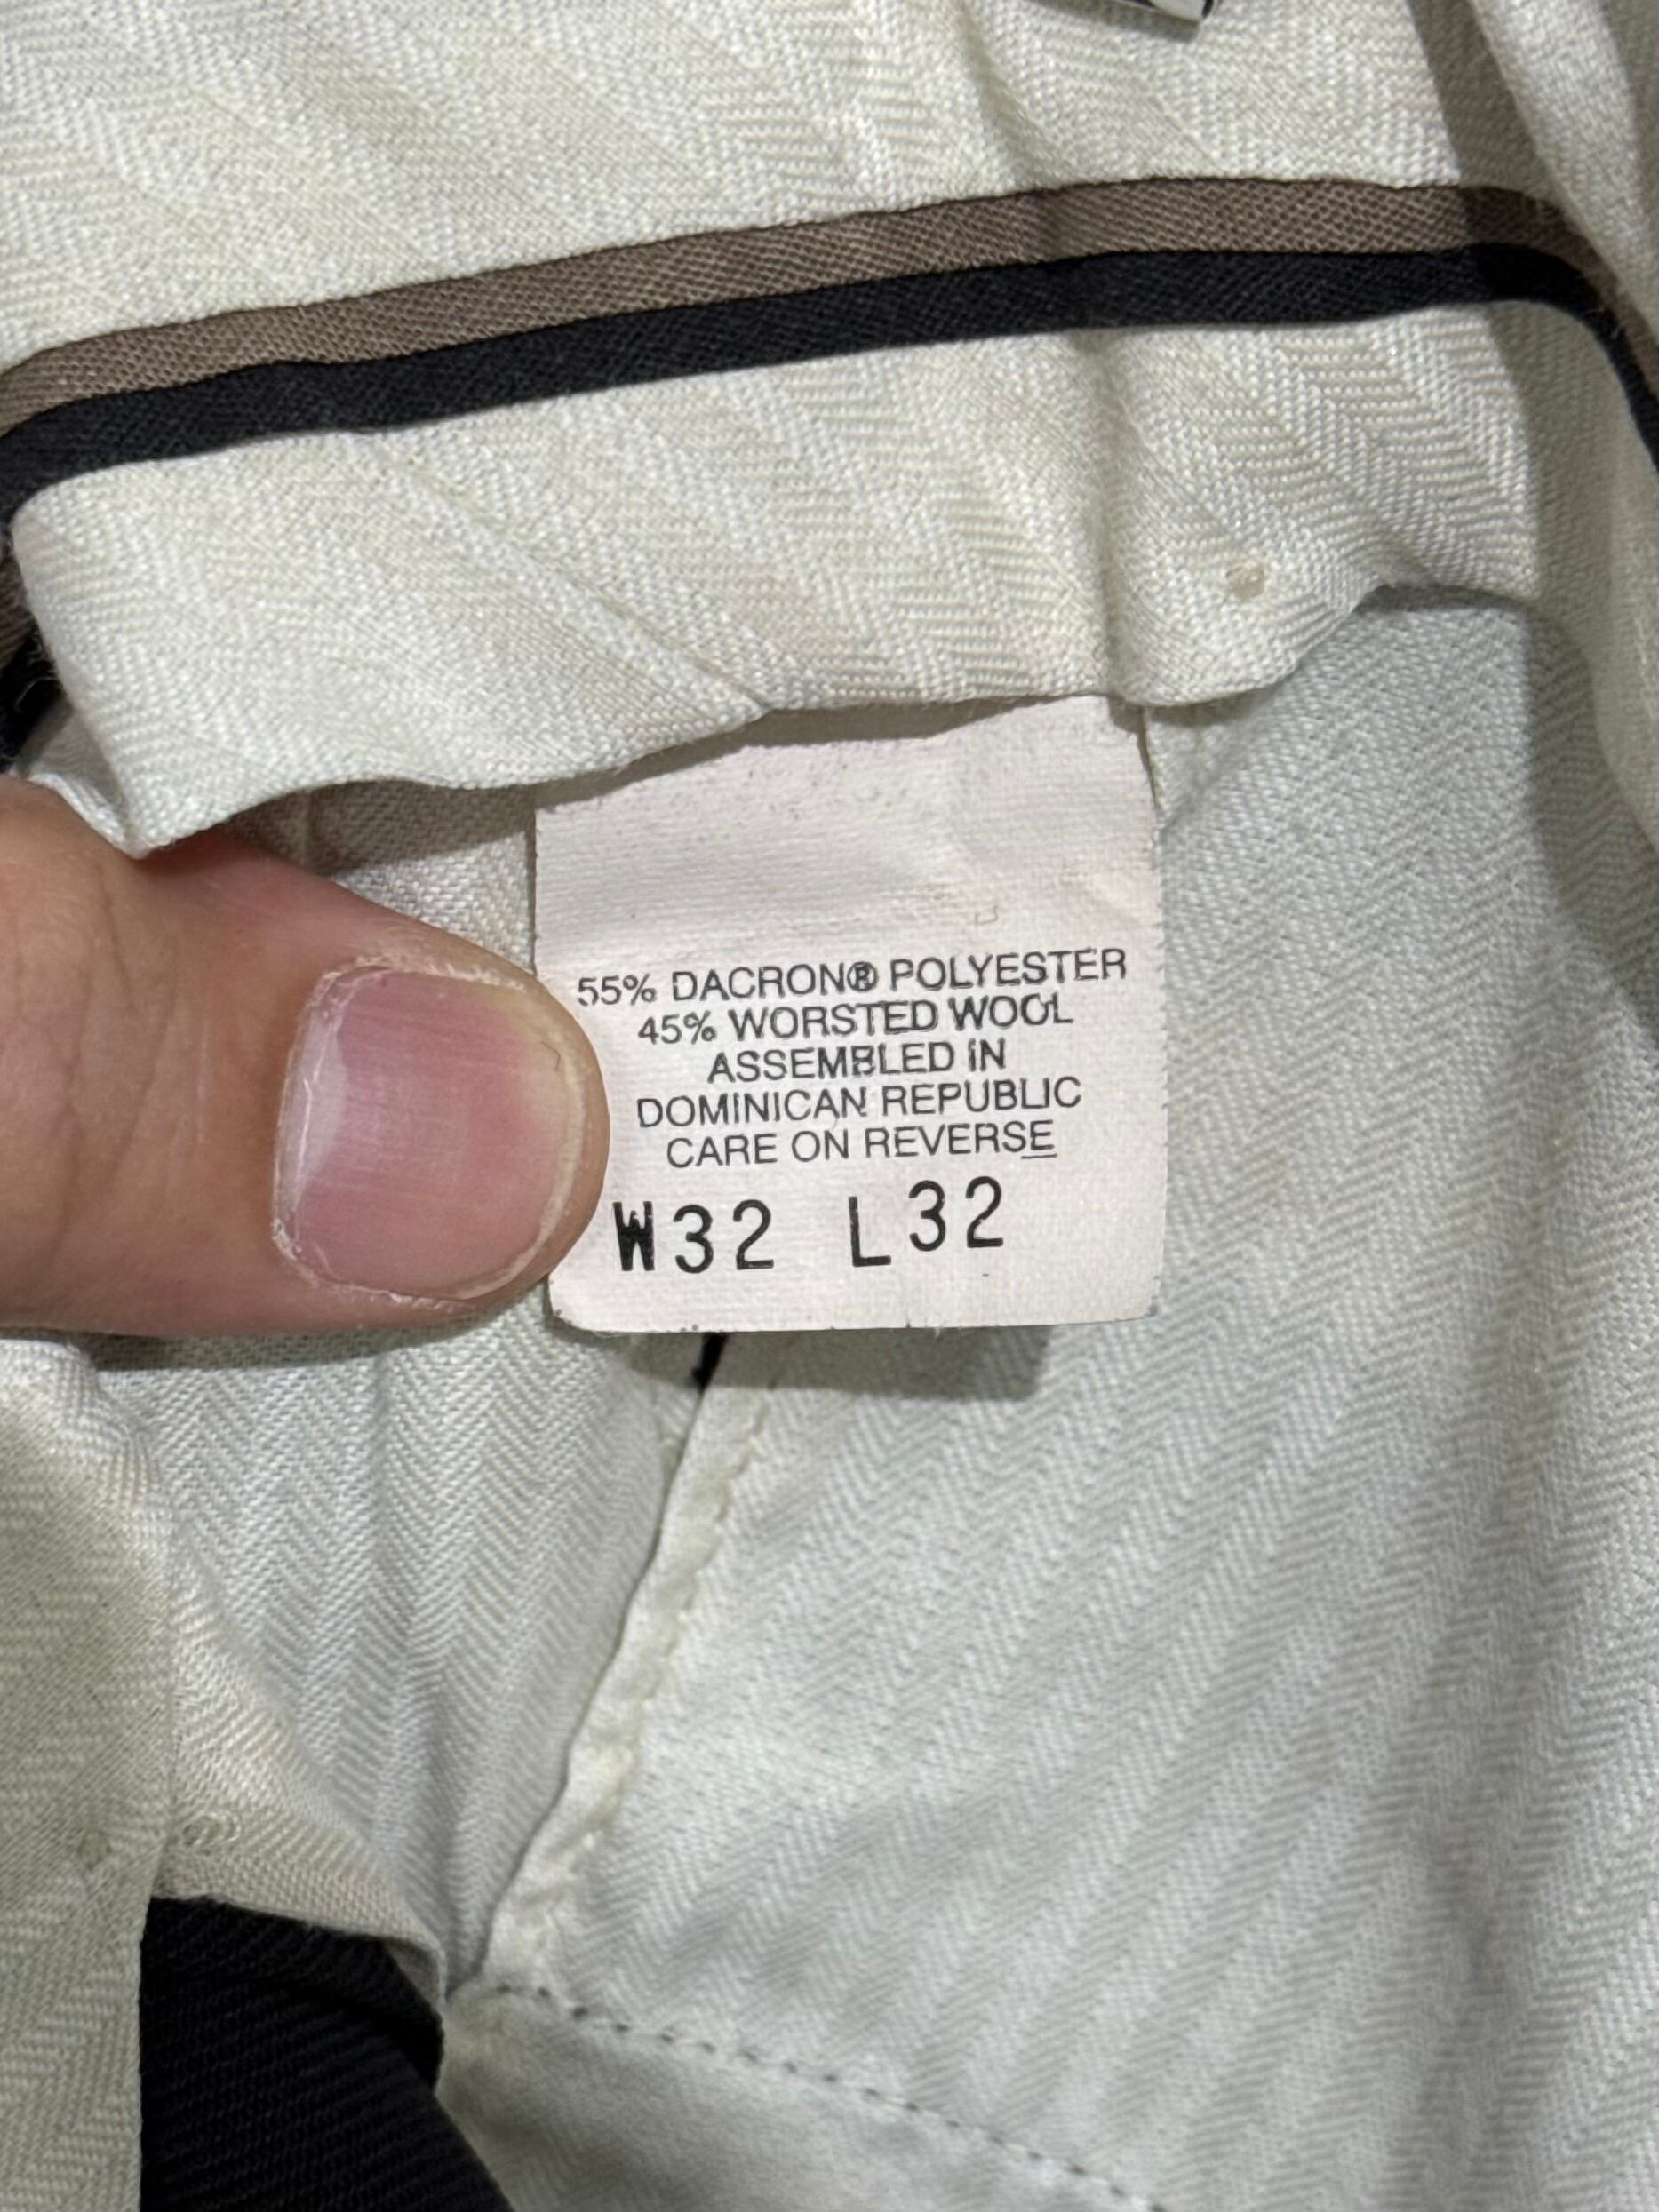 55% DACRON® POLYESTER
45% WORSTED WOOL
ASSEMBLED IN
DOMINICAN REPUBLIC
CARE ON REVERSE
W32 L32